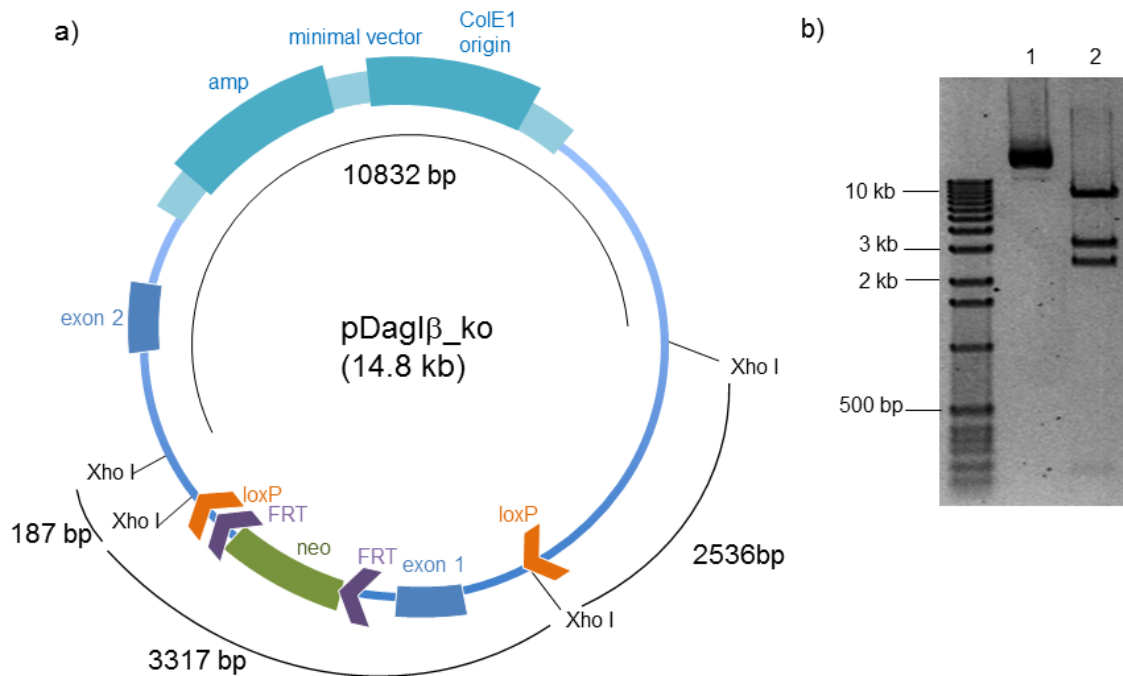 a)
minimal vector
ColE1
origin
amp
10832 bp
exon 2
pDaglβ_ko
(14.8 kb)
Xho I
Xho I
Xho I
loxP
FRT
neo
FRT
exon 1
loxP
2536bp
Xho I
187 bp
3317 bp
b)
1 2
10 kb
3 kb
2 kb
500 bp